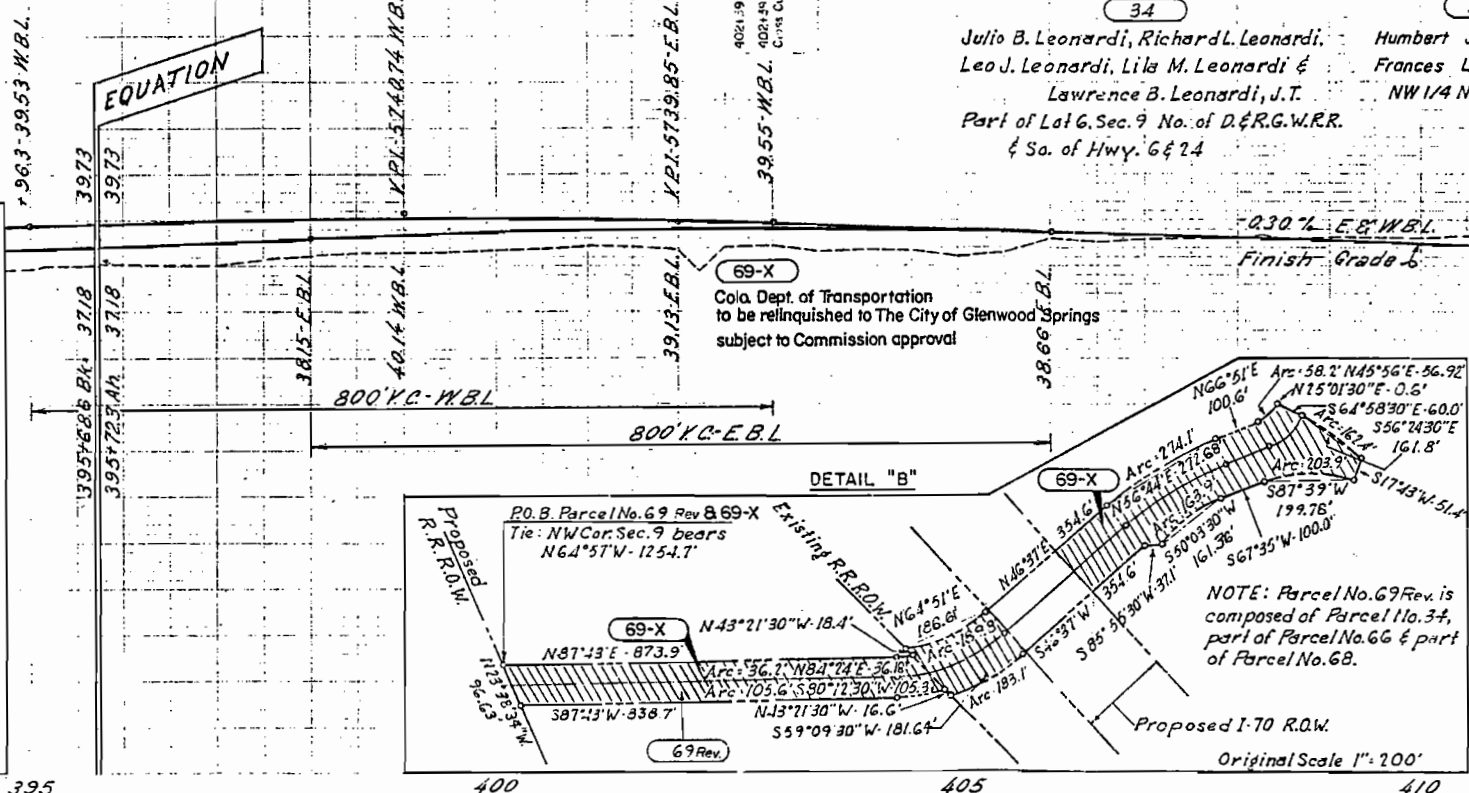 34
Julio B. Leonardi, Richard L. Leonardi,
Leo J. Leonardi, Lila M. Leonardi &
Lawrence B. Leonardi, J.T.
Part of Lot 6, Sec. 9 No. of D.&R.G.W.R.R.
& So. of Hwy. 6 & 24
Humbert J
Frances L
NW 1/4 N
+96.3-39.53 W.B.L.
EQUATION
39.73
39.73
V.P.I.-5740.74 W.B.L.
V.P.I.-5739.85-E.B.L.
39.55-W.B.L.
-0.30% E.& W.B.L.
Finish Grade
395+68.6 Bk= 37.18
395+72.3 Ah. 37.18
38.15-E.B.L
40.14 W.B.L
39.13-E.B.L
38.66 E.B.L
69-X
Colo. Dept. of Transportation
to be relinquished to The City of Glenwood Springs
subject to Commission approval
800' V.C.-W.B.L
800' V.C.-E.B.L
DETAIL "B"
P.O.B. Parcel No. 69 Rev & 69-X
Tie: NW Cor. Sec. 9 bears
N64°57'W-1254.7'
Proposed
R.R. R.O.W.
Existing R.R. R.O.W.
69-X
N87°43'E-873.9'
N43°21'30"W-18.4'
N64°51'E
186.61'
Arc=36.2' N84°24'E-36.18'
Arc=105.6' S80°12'30"W-105.3'
S87°43'W-838.7'
N43°21'30"W-16.6'
S59°09'30"W-181.64'
Arc=183.1'
96.63'
69 Rev.
69-X
N46°37'E 354.6'
Arc=274.1'
N56°44'E-272.68'
Arc=163.9'
N66°51'E
100.6'
Arc=58.2' N45°56'E-56.92'
N25°01'30"E-0.6'
S64°58'30"E-60.0'
S56°24'30"E
161.8'
Arc=162.4'
Arc=203.9'
S17°43'W-51.4'
S87°39'W
199.76'
S67°35'W-100.0'
S50°03'30"W
161.36'
S85°55'30"W-37.1'
S46°37'W 354.6'
NOTE: Parcel No. 69 Rev. is
composed of Parcel No. 34,
part of Parcel No. 66 & part
of Parcel No. 68.
Proposed I-70 R.O.W.
Original Scale 1"=200'
395
400
405
410